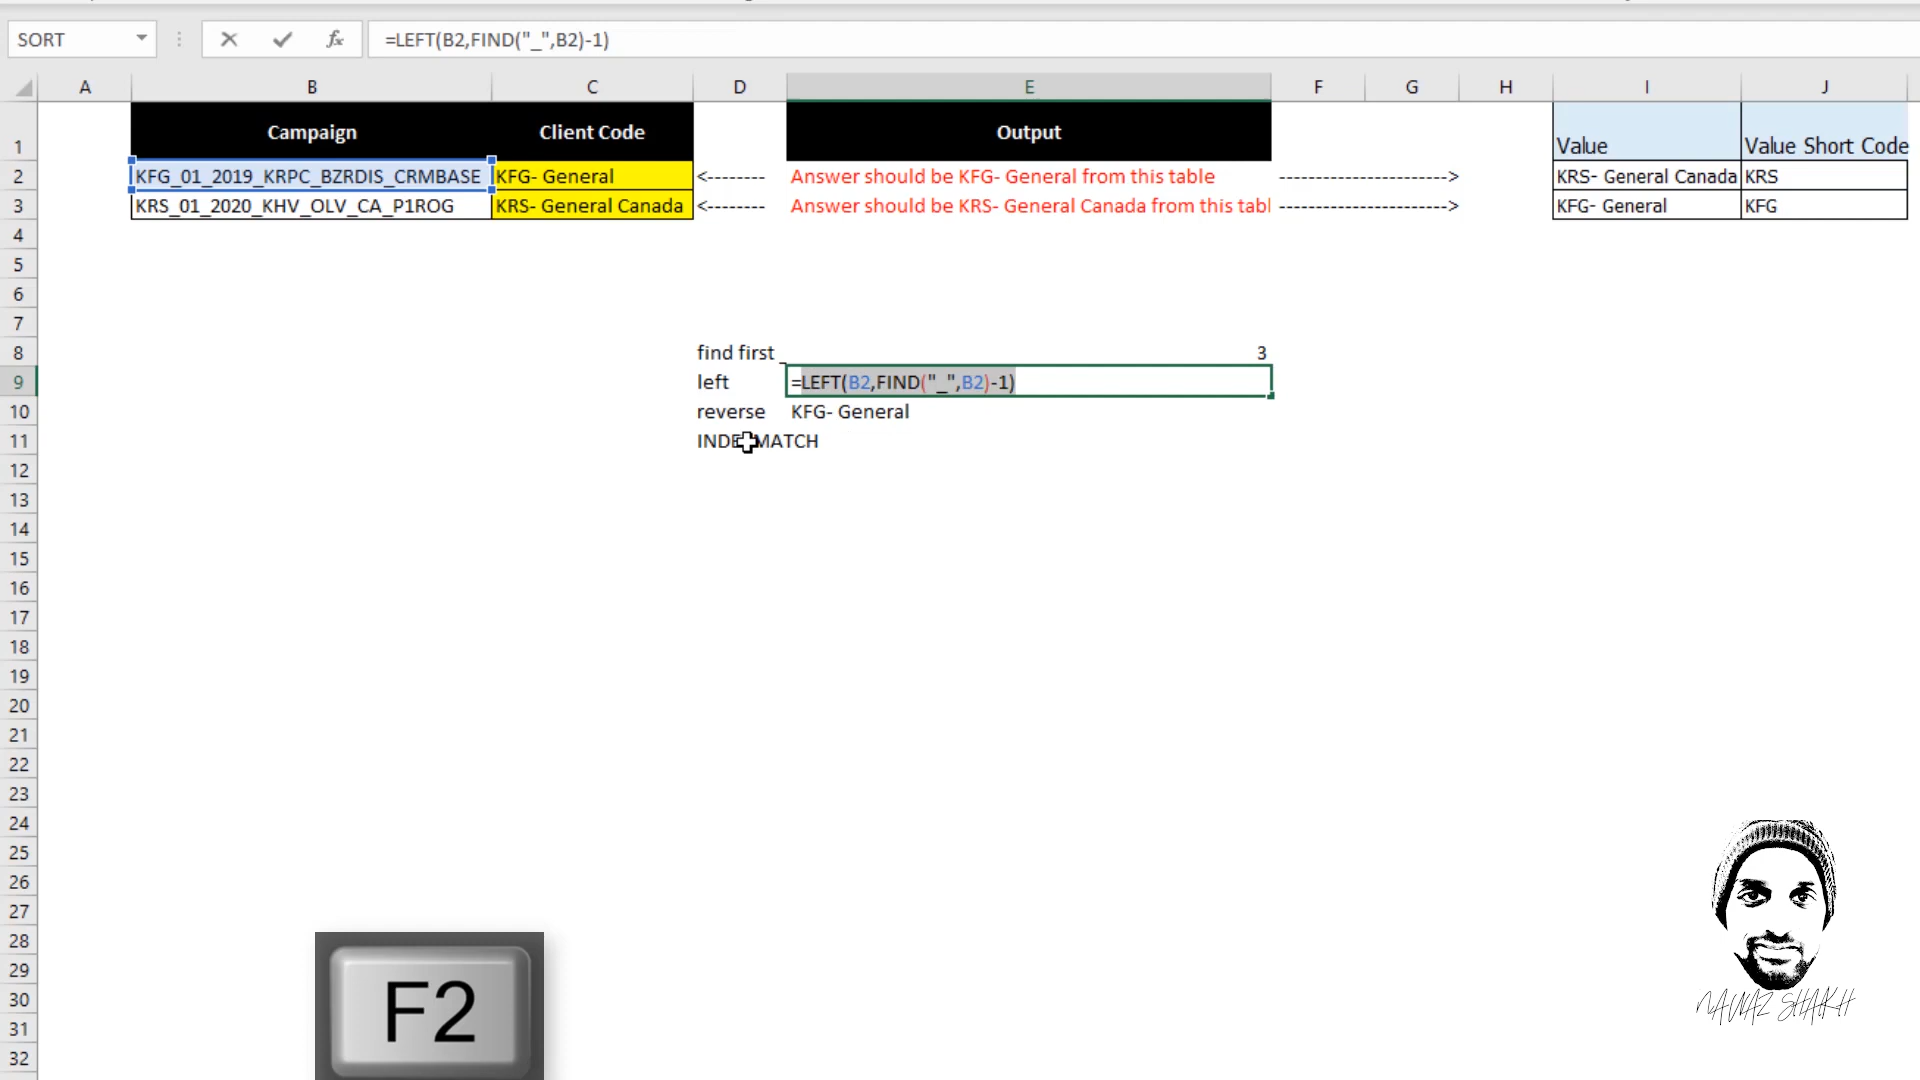 SORT =LEFT(B2,FIND("_",B2)-1)
A B C D E F G H I J
1 Campaign Client Code Output Value Value Short Code
2 KFG_01_2019_KRPC_BZRDIS_CRMBASE KFG- General <-------- Answer should be KFG- General from this table ----------------------> KRS- General Canada KRS
3 KRS_01_2020_KHV_OLV_CA_P1ROG KRS- General Canada <-------- Answer should be KRS- General Canada from this tabl ----------------------> KFG- General KFG
4
5
6
7
8 find first _ 3
9 left =LEFT(B2,FIND("_",B2)-1)
10 reverse KFG- General
11 INDE MATCH
12
13
14
15
16
17
18
19
20
21
22
23
24
25
26
27
28
29
30
31
32
F2
NAWAZ SHAIKH